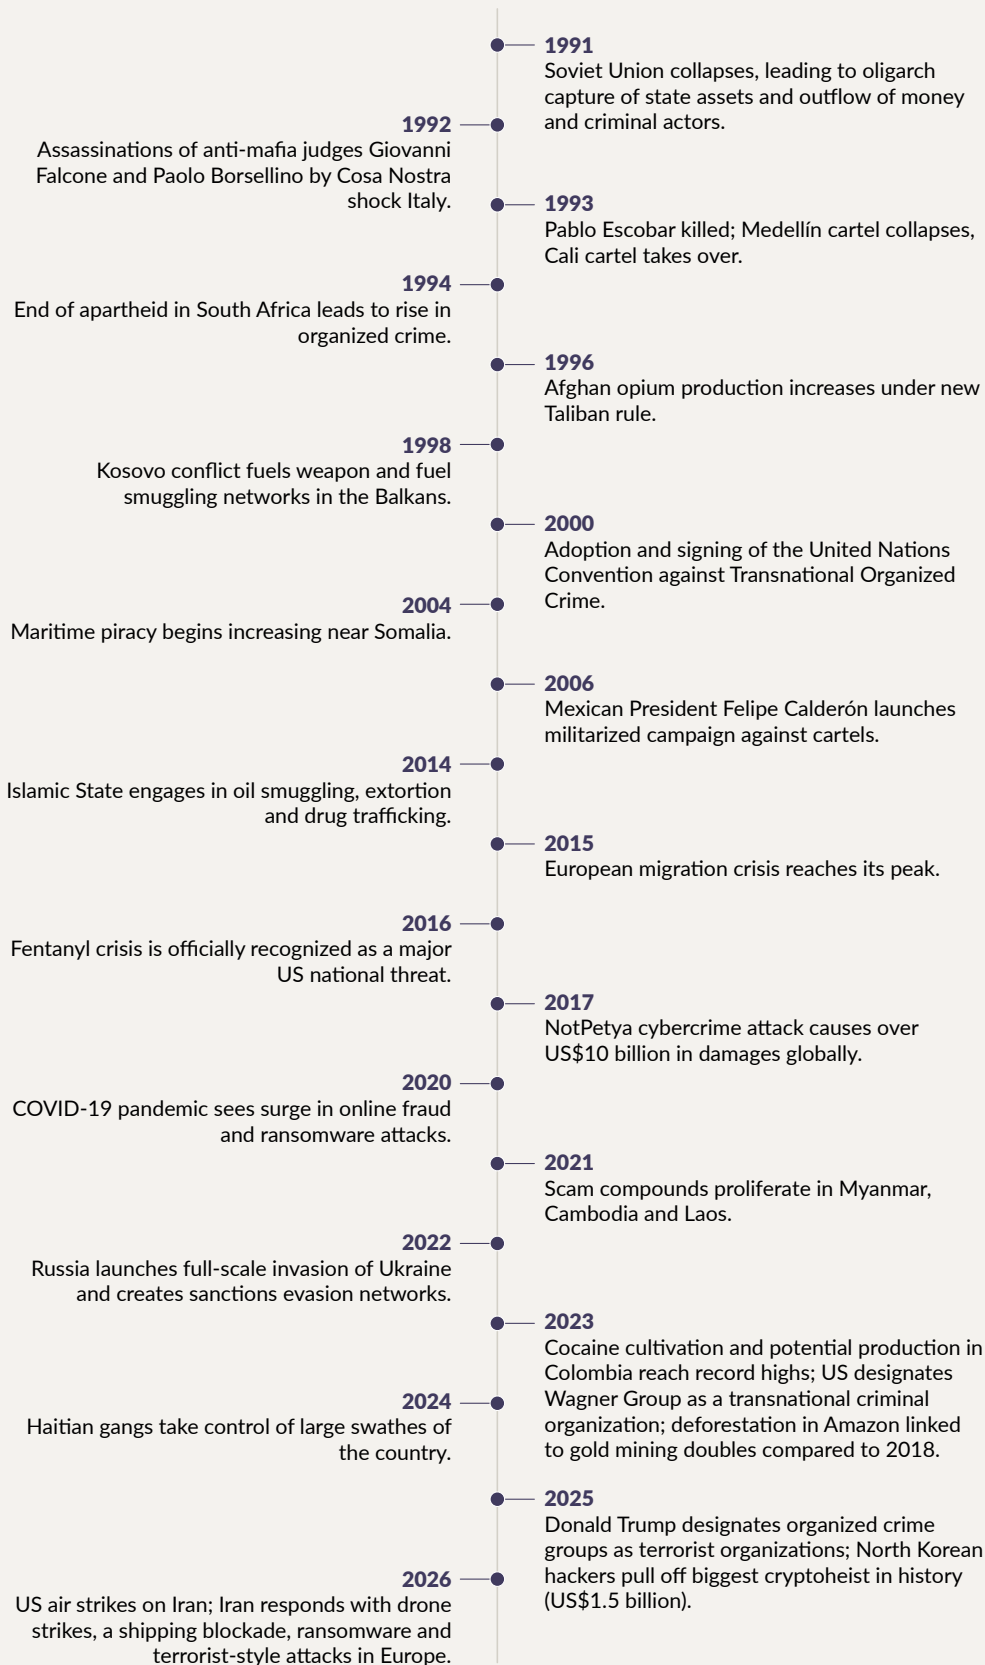 1991
Soviet Union collapses, leading to oligarch
capture of state assets and outflow of money
and criminal actors.
1992
Assassinations of anti-mafia judges Giovanni
Falcone and Paolo Borsellino by Cosa Nostra
shock Italy.
1993
Pablo Escobar killed; Medellín cartel collapses,
Cali cartel takes over.
1994
End of apartheid in South Africa leads to rise in
organized crime.
1996
Afghan opium production increases under new
Taliban rule.
1998
Kosovo conflict fuels weapon and fuel
smuggling networks in the Balkans.
2000
Adoption and signing of the United Nations
Convention against Transnational Organized
Crime.
2004
Maritime piracy begins increasing near Somalia.
2006
Mexican President Felipe Calderón launches
militarized campaign against cartels.
2014
Islamic State engages in oil smuggling, extortion
and drug trafficking.
2015
European migration crisis reaches its peak.
2016
Fentanyl crisis is officially recognized as a major
US national threat.
2017
NotPetya cybercrime attack causes over
US$10 billion in damages globally.
2020
COVID-19 pandemic sees surge in online fraud
and ransomware attacks.
2021
Scam compounds proliferate in Myanmar,
Cambodia and Laos.
2022
Russia launches full-scale invasion of Ukraine
and creates sanctions evasion networks.
2023
Cocaine cultivation and potential production in
Colombia reach record highs; US designates
Wagner Group as a transnational criminal
organization; deforestation in Amazon linked
to gold mining doubles compared to 2018.
2024
Haitian gangs take control of large swathes of
the country.
2025
Donald Trump designates organized crime
groups as terrorist organizations; North Korean
hackers pull off biggest cryptoheist in history
(US$1.5 billion).
2026
US air strikes on Iran; Iran responds with drone
strikes, a shipping blockade, ransomware and
terrorist-style attacks in Europe.